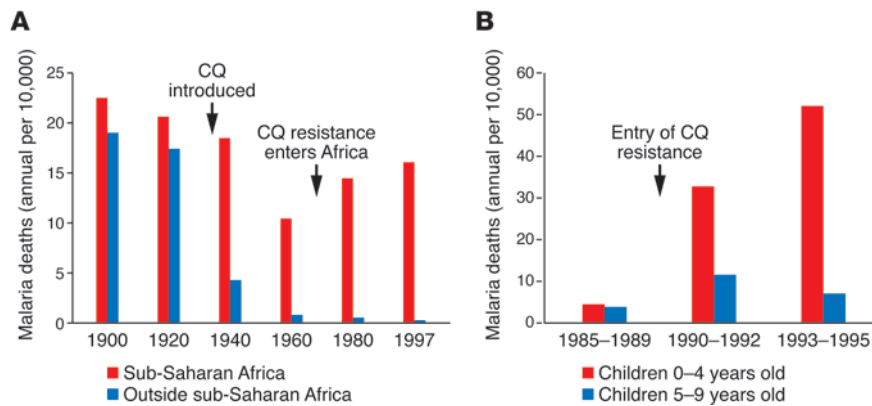 A
Malaria deaths (annual per 10,000)
25
20
15
10
5
0
CQ
introduced
CQ resistance
enters Africa
1900 1920 1940 1960 1980 1997
Sub-Saharan Africa
Outside sub-Saharan Africa
B
Malaria deaths (annual per 10,000)
60
50
40
30
20
10
0
Entry of CQ
resistance
1985–1989 1990–1992 1993–1995
Children 0–4 years old
Children 5–9 years old